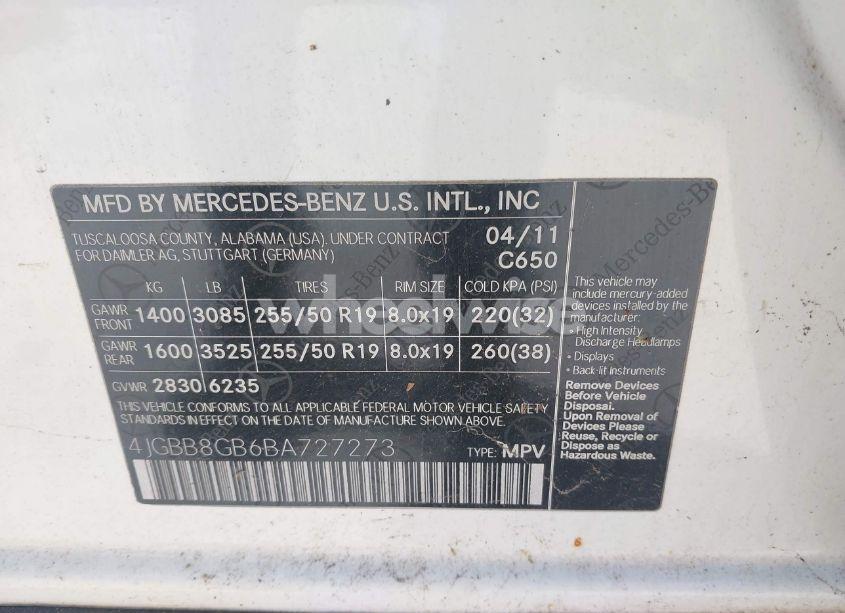 MFD BY MERCEDES-BENZ U.S. INTL., INC
TUSCALOOSA COUNTY, ALABAMA (USA). UNDER CONTRACT
FOR DAIMLER AG, STUTTGART (GERMANY)
04/11
C650
KG LB TIRES RIM SIZE COLD KPA (PSI)
GAWR FRONT 1400 3085 255/50 R19 8.0x19 220(32)
GAWR REAR 1600 3525 255/50 R19 8.0x19 260(38)
GVWR 2830 6235
THIS VEHICLE CONFORMS TO ALL APPLICABLE FEDERAL MOTOR VEHICLE SAFETY
STANDARDS IN EFFECT ON THE DATE OF MANUFACTURE SHOWN ABOVE.
4JGBB8GB6BA727273 TYPE: MPV
This vehicle may
include mercury-added
devices installed by the
manufacturer:
• High Intensity
Discharge Headlamps
• Displays
• Back-lit Instruments
Remove Devices
Before Vehicle
Disposal.
Upon Removal of
Devices Please
Reuse, Recycle or
Dispose as
Hazardous Waste.
Mercedes-Benz
wheelwise